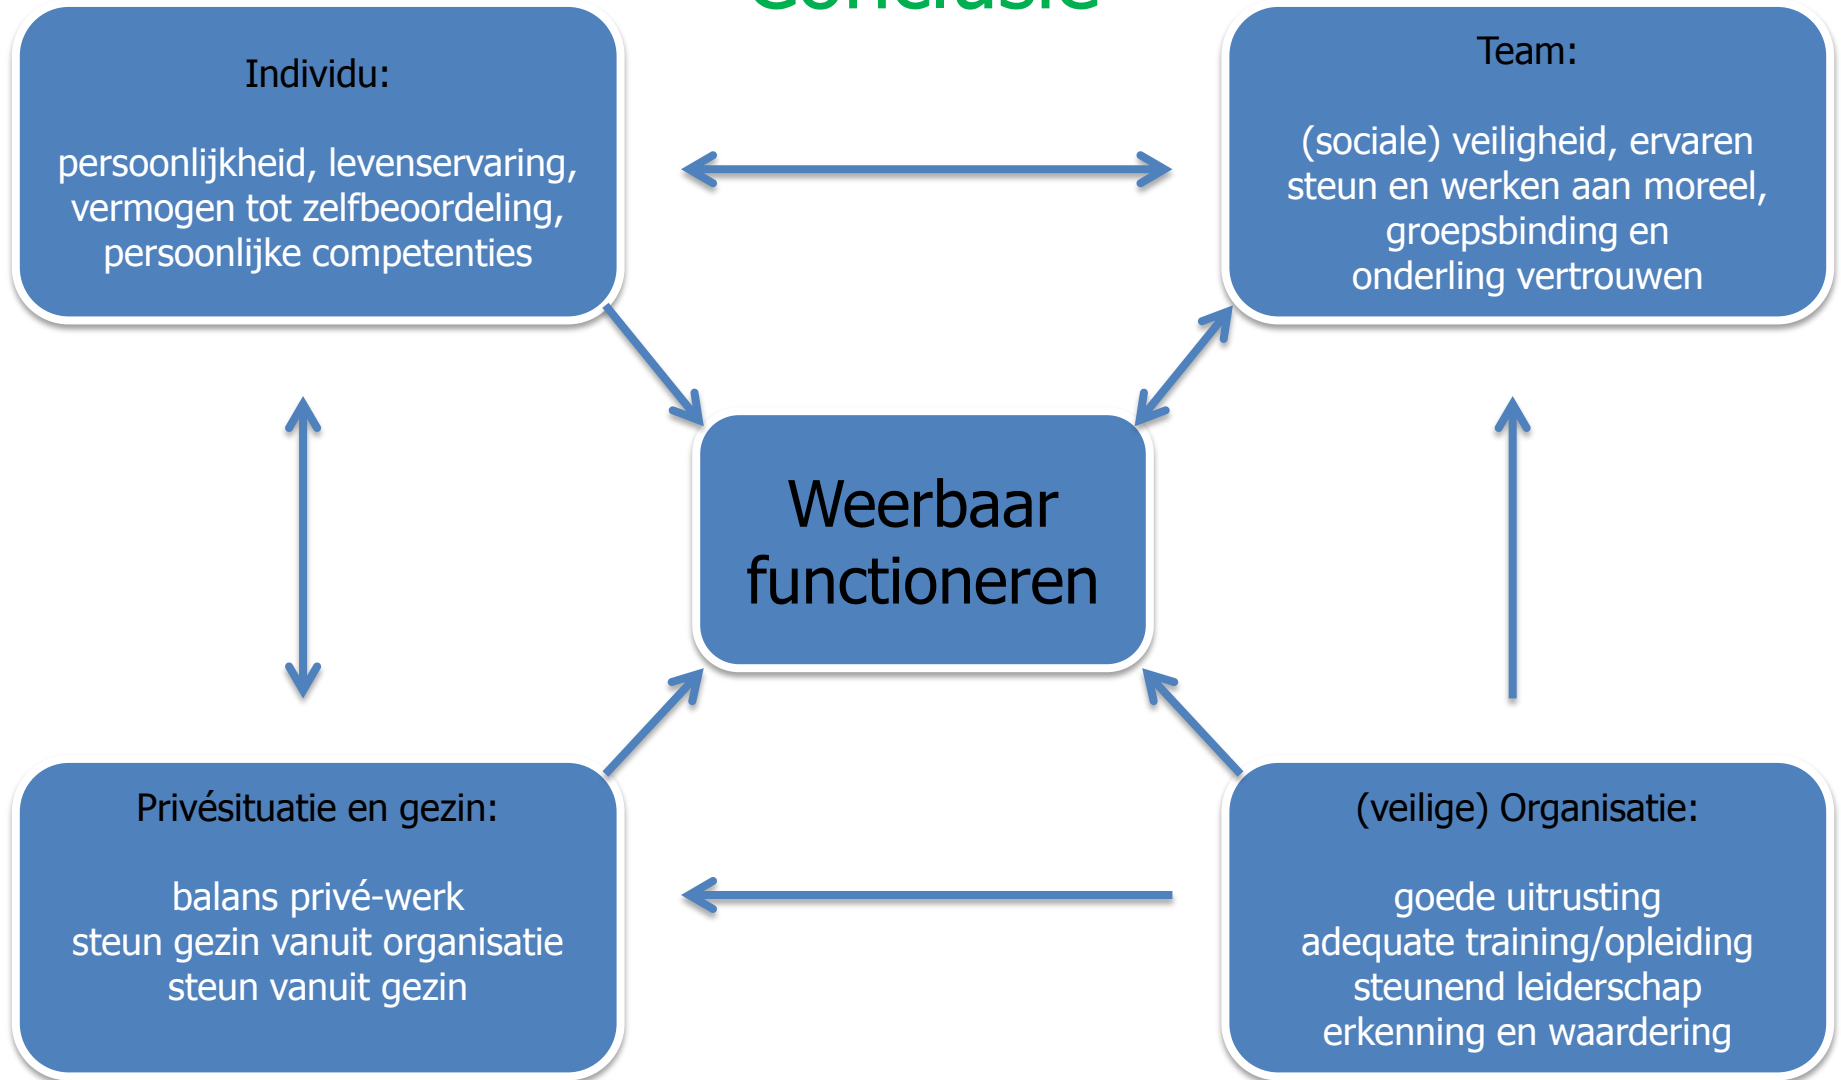 Conclusie
Individu:
persoonlijkheid, levenservaring,
vermogen tot zelfbeoordeling,
persoonlijke competenties
Team:
(sociale) veiligheid, ervaren
steun en werken aan moreel,
groepsbinding en
onderling vertrouwen
Weerbaar
functioneren
Privésituatie en gezin:
balans privé-werk
steun gezin vanuit organisatie
steun vanuit gezin
(veilige) Organisatie:
goede uitrusting
adequate training/opleiding
steunend leiderschap
erkenning en waardering